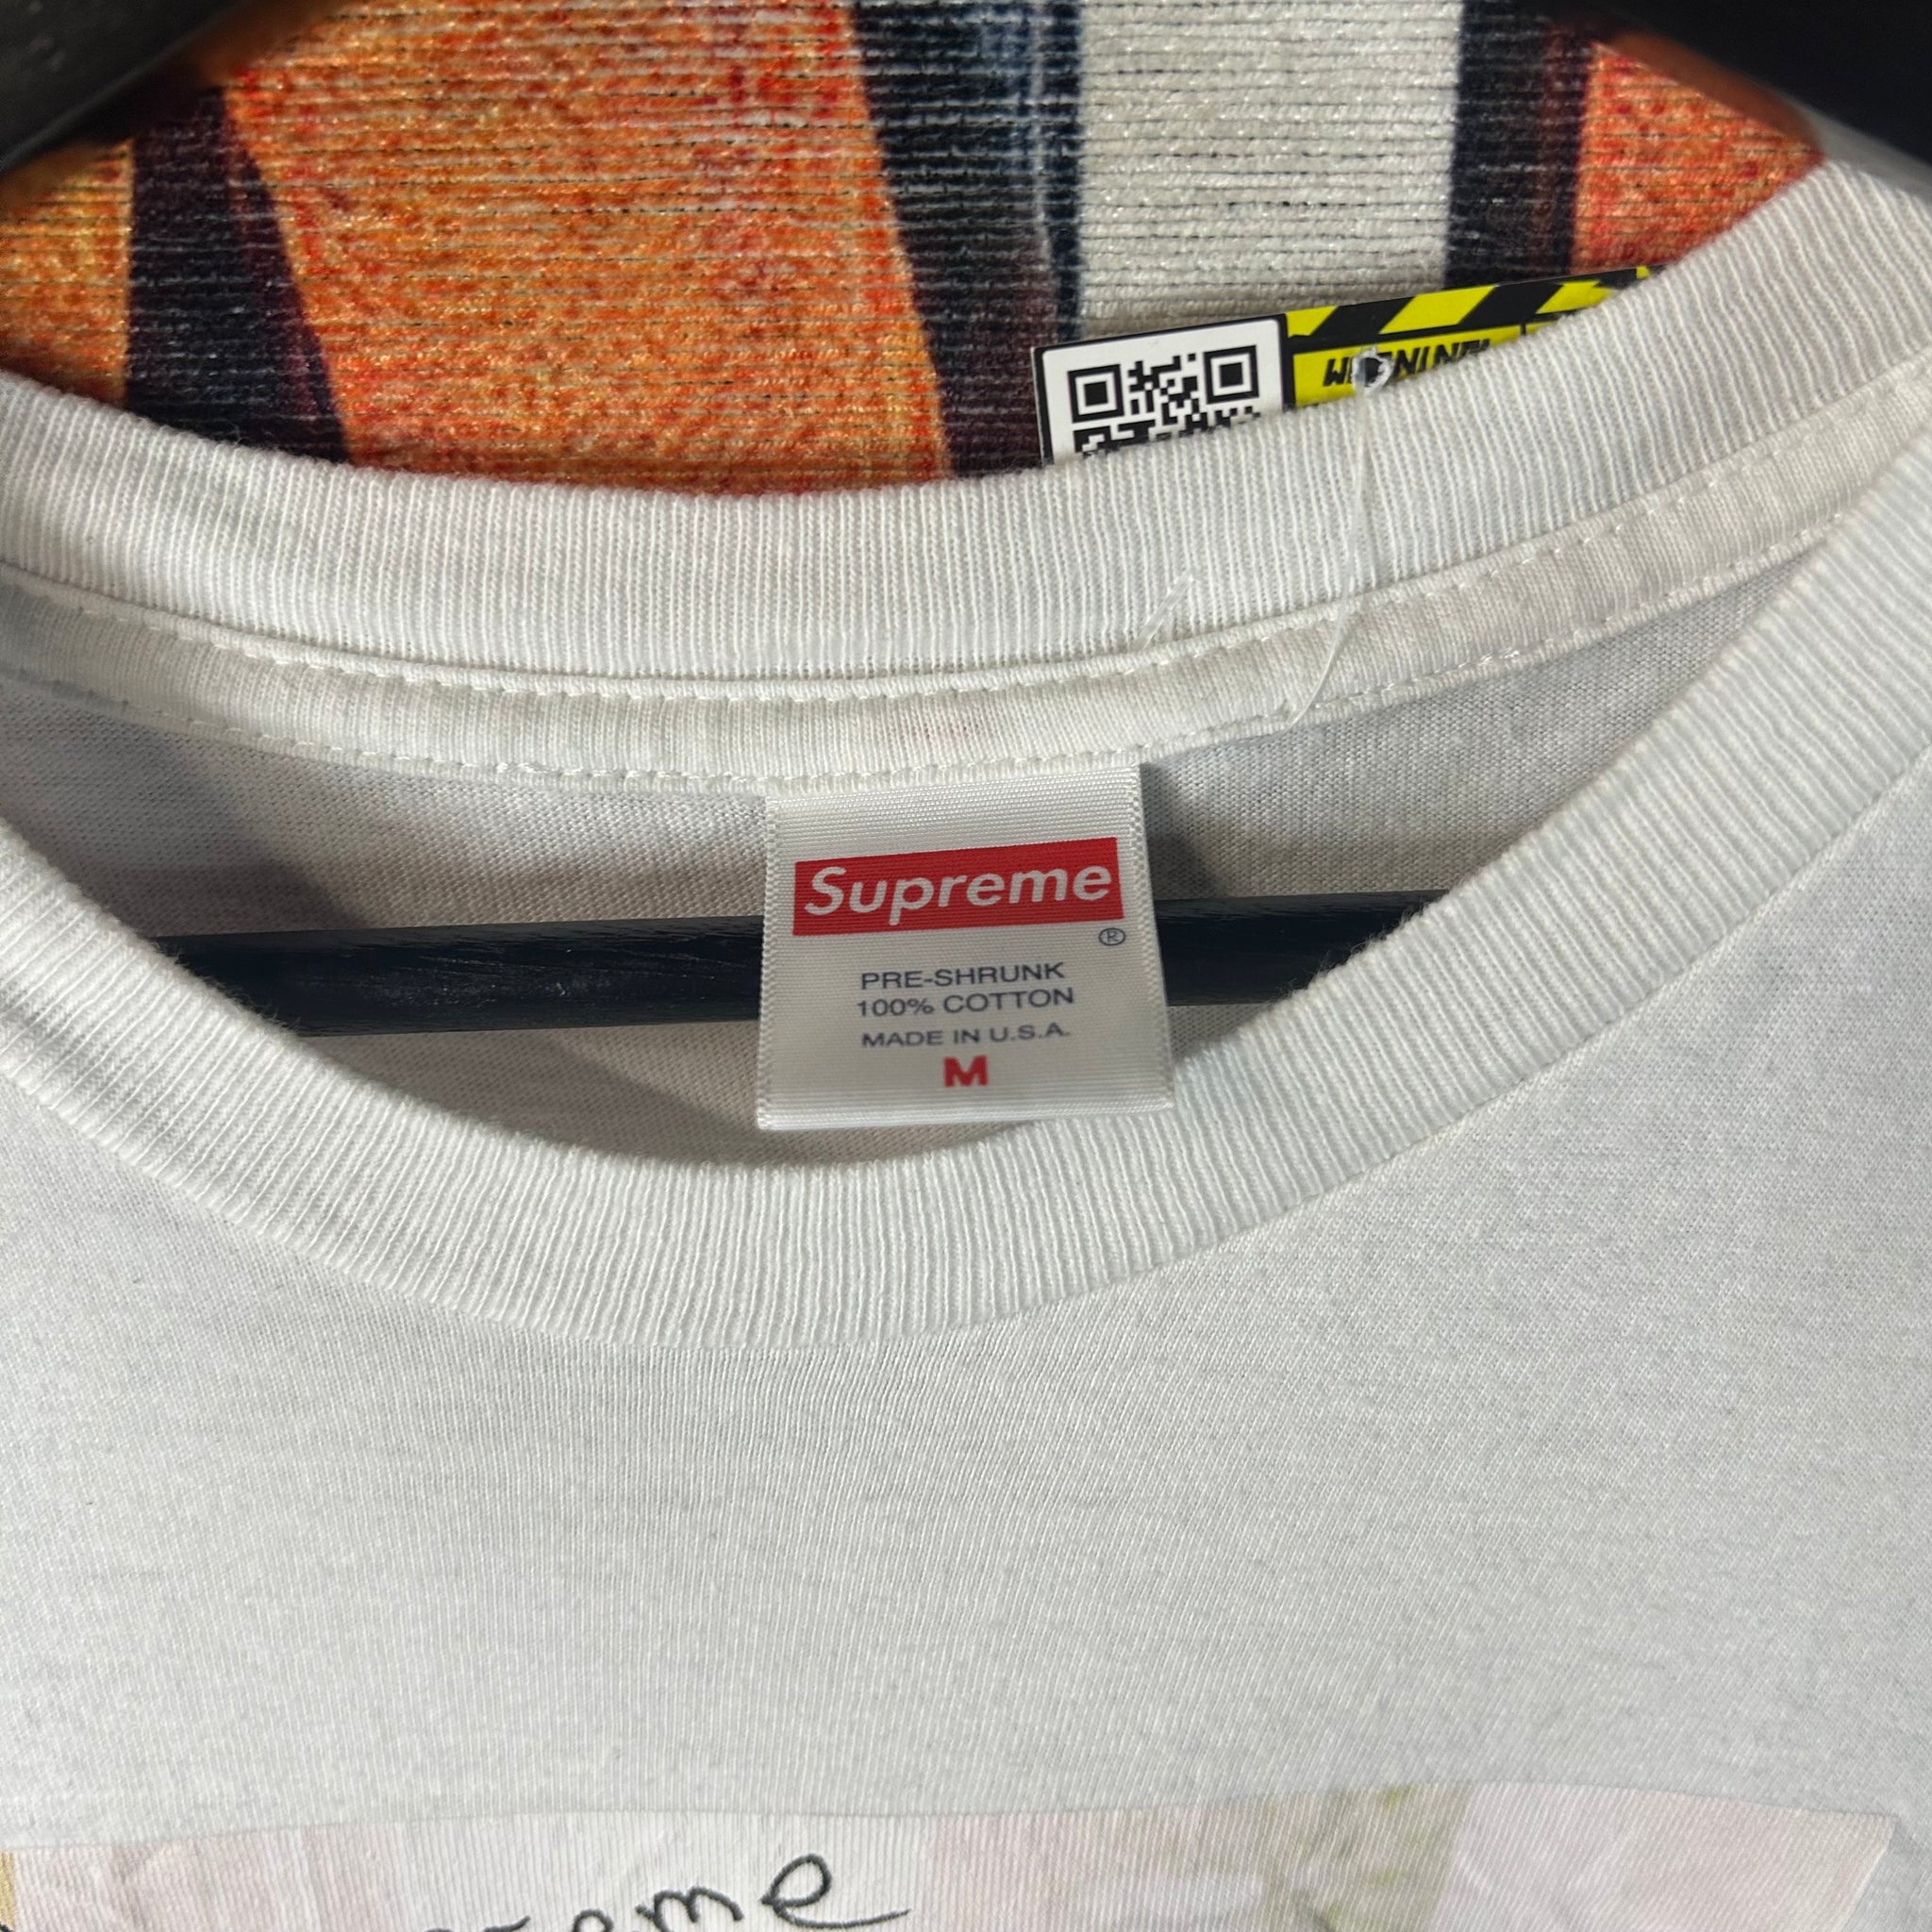 Supreme
®
PRE-SHRUNK
100% COTTON
MADE IN U.S.A.
M